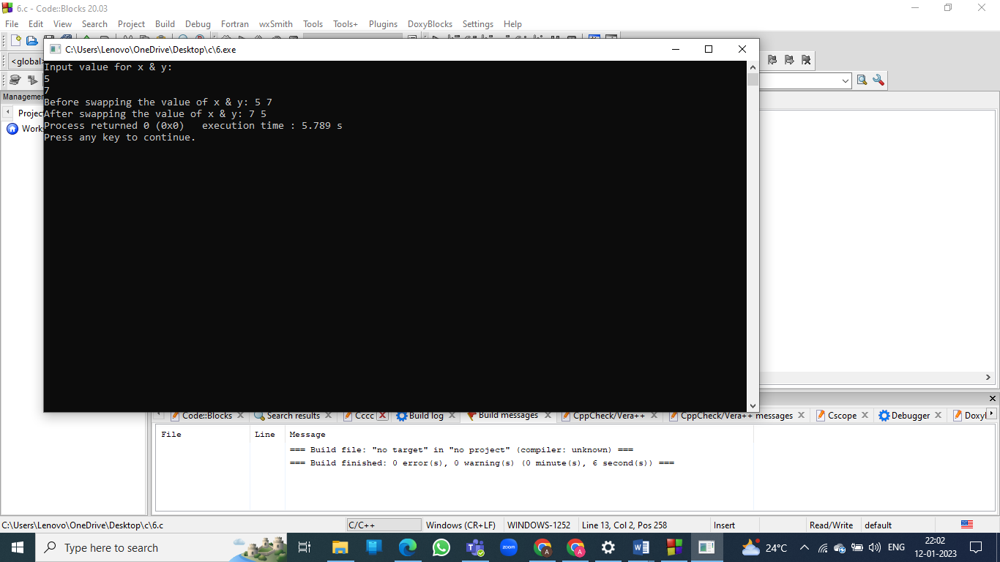 6.c - Code::Blocks 20.03
File Edit View Search Project Build Debug Fortran wxSmith Tools Tools+ Plugins DoxyBlocks Settings Help
C:\Users\Lenovo\OneDrive\Desktop\c\6.exe
<global>
Input value for x & y:
5
7
Before swapping the value of x & y: 5 7
After swapping the value of x & y: 7 5
Process returned 0 (0x0)   execution time : 5.789 s
Press any key to continue.
Code::Blocks Search results Cccc Build log Build messages CppCheck/Vera++ CppCheck/Vera++ messages Cscope Debugger
File Line Message
=== Build file: "no target" in "no project" (compiler: unknown) ===
=== Build finished: 0 error(s), 0 warning(s) (0 minute(s), 6 second(s)) ===
C:\Users\Lenovo\OneDrive\Desktop\c\6.c C/C++ Windows (CR+LF) WINDOWS-1252 Line 13, Col 2, Pos 258 Insert Read/Write default
Type here to search zoom A A W 24°C ENG 22:02
12-01-2023